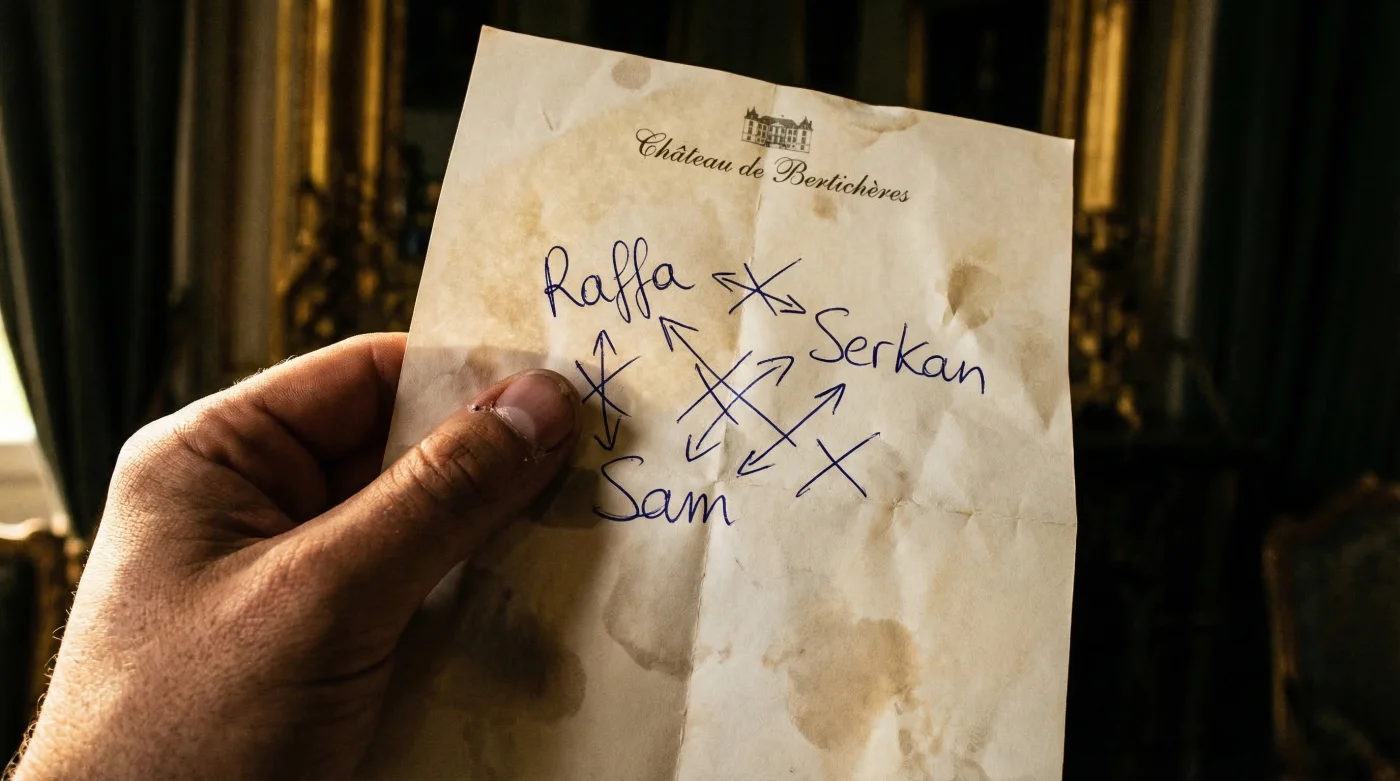 Château de Bertichères
Raffa
Serkan
Sam